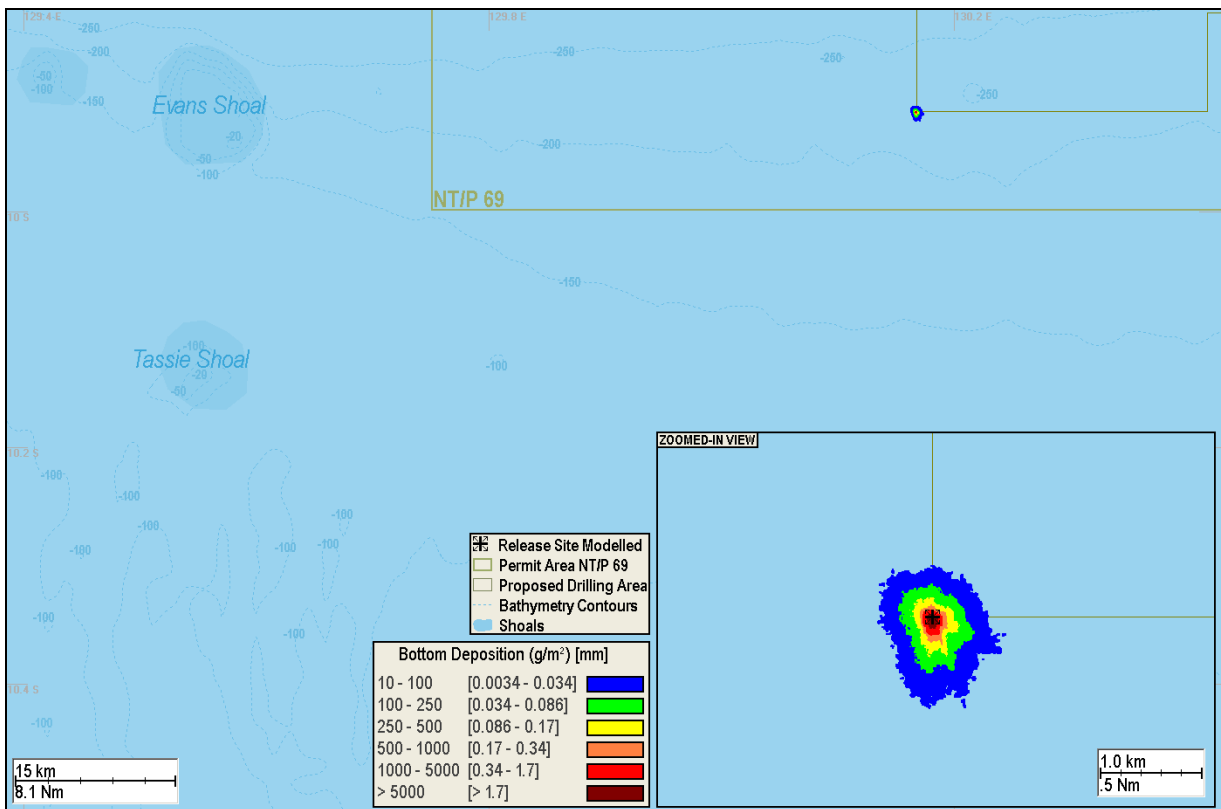 129.4 E
129.8 E
130.2 E
-250
-200
-250
-250
-50
-100
-150
Evans Shoal
-250
-20
-50
-100
-200
NT/P 69
10 S
-150
Tassie Shoal
-100
-20
-50
-100
10.2 S
-100
-100
-100
-100
-100
-100
-100
-100
-100
-100
10.4 S
-100
-100
ZOOMED-IN VIEW
Release Site Modelled
Permit Area NT/P 69
Proposed Drilling Area
Bathymetry Contours
Shoals
Bottom Deposition (g/m²) [mm]
10 - 100 [0.0034 - 0.034]
100 - 250 [0.034 - 0.086]
250 - 500 [0.086 - 0.17]
500 - 1000 [0.17 - 0.34]
1000 - 5000 [0.34 - 1.7]
> 5000 [> 1.7]
15 km
8.1 Nm
1.0 km
.5 Nm